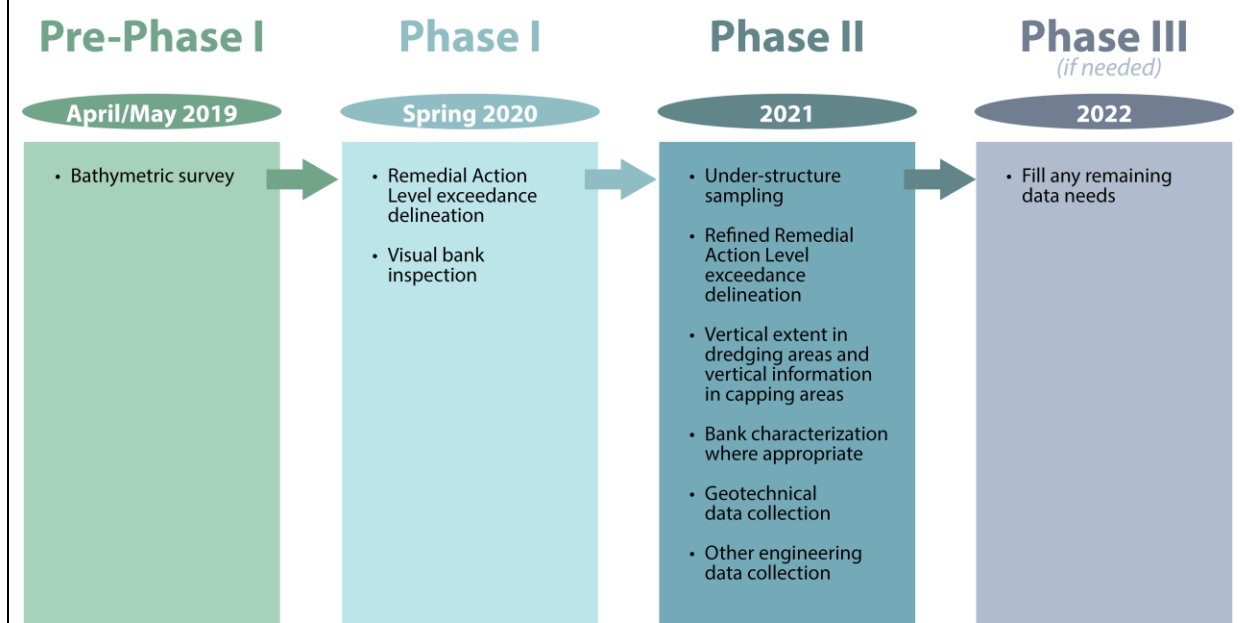 Pre-Phase I
April/May 2019
• Bathymetric survey
Phase I
Spring 2020
• Remedial Action
Level exceedance
delineation
• Visual bank
inspection
Phase II
2021
• Under-structure
sampling
• Refined Remedial
Action Level
exceedance
delineation
• Vertical extent in
dredging areas and
vertical information
in capping areas
• Bank characterization
where appropriate
• Geotechnical
data collection
• Other engineering
data collection
Phase III
(if needed)
2022
• Fill any remaining
data needs